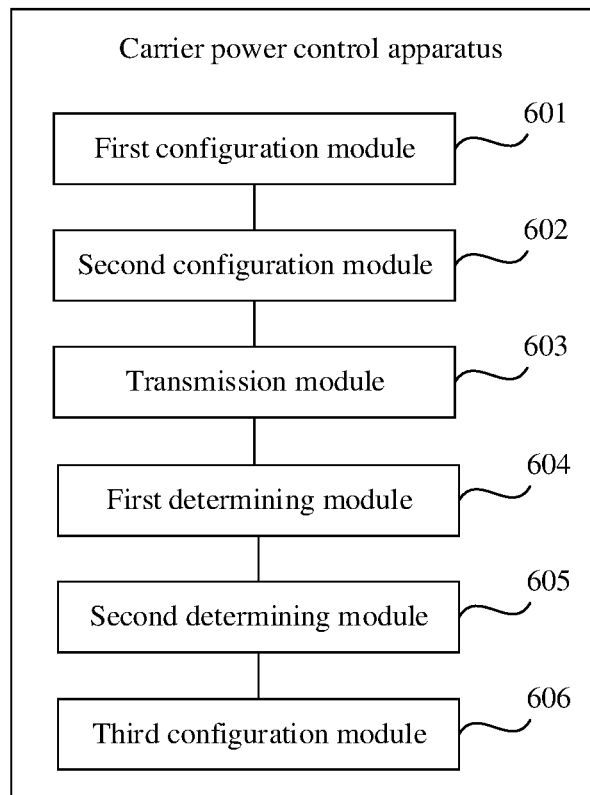 Carrier power control apparatus
601
First configuration module
602
Second configuration module
603
Transmission module
604
First determining module
605
Second determining module
606
Third configuration module